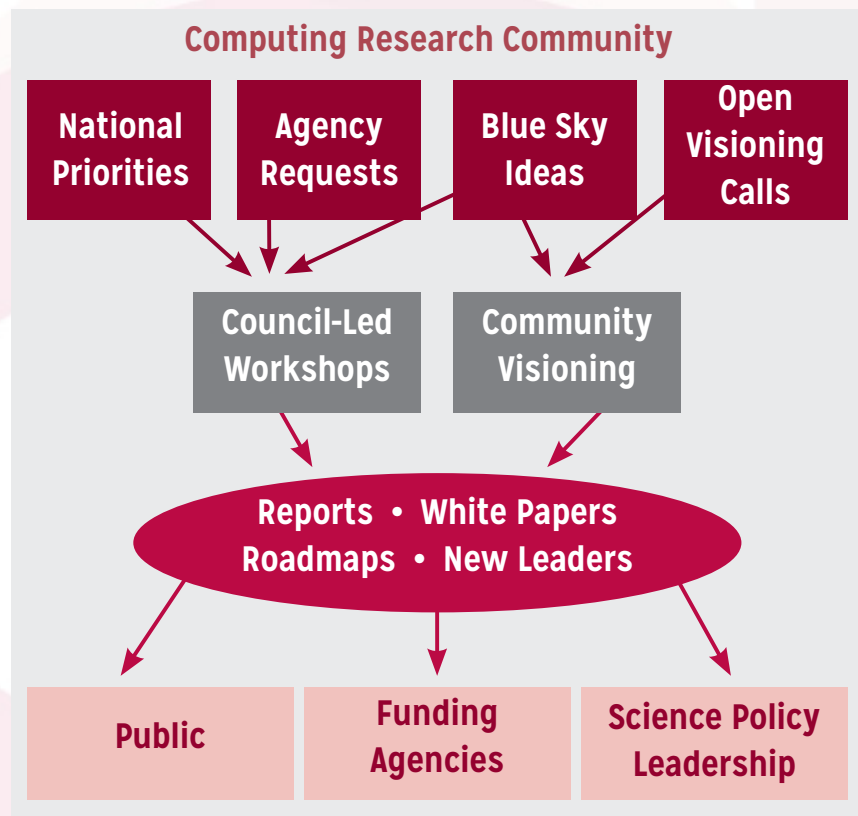 Computing Research Community
National
Priorities
Agency
Requests
Blue Sky
Ideas
Open
Visioning
Calls
Council-Led
Workshops
Community
Visioning
Reports • White Papers
Roadmaps • New Leaders
Public
Funding
Agencies
Science Policy
Leadership